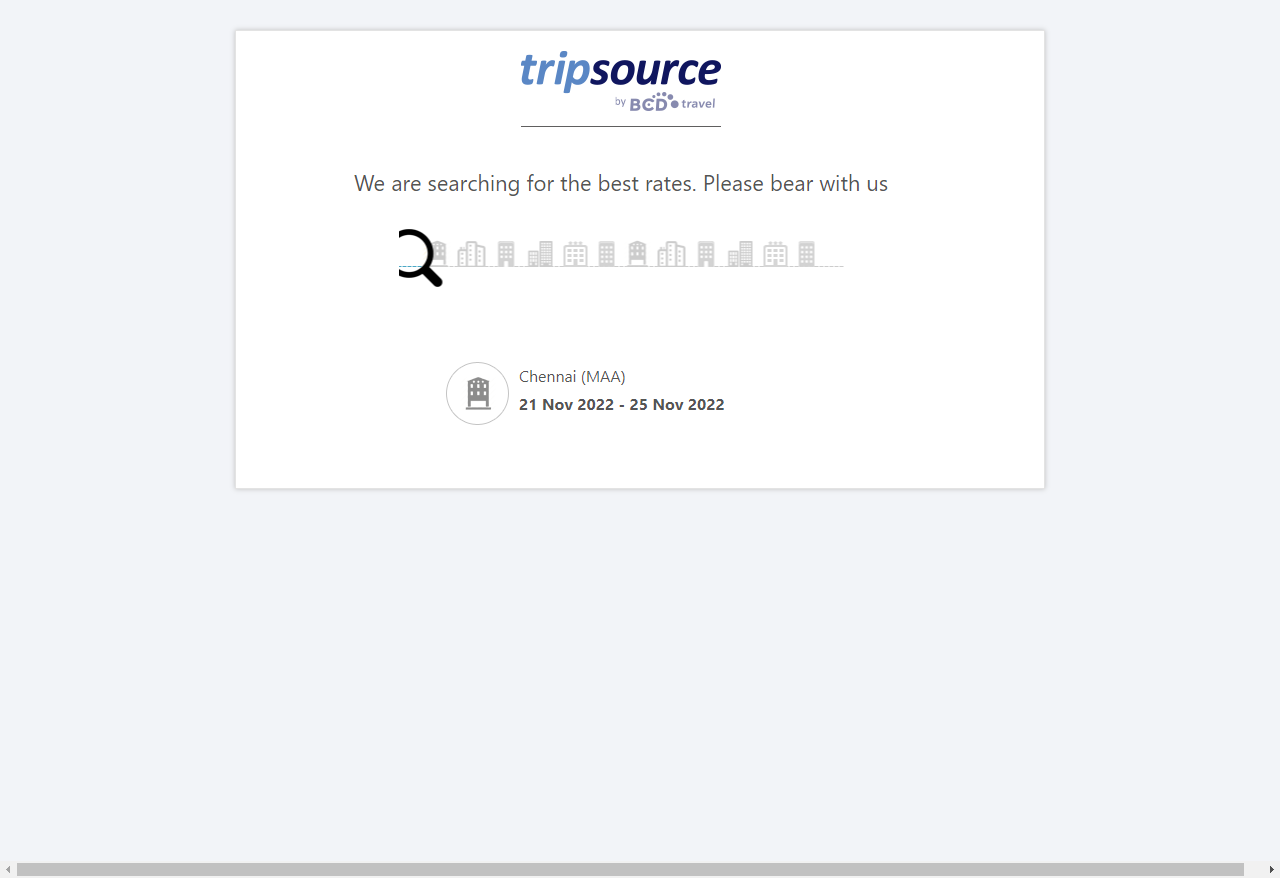 tripsource
by BCD travel
We are searching for the best rates. Please bear with us
Chennai (MAA)
21 Nov 2022 - 25 Nov 2022